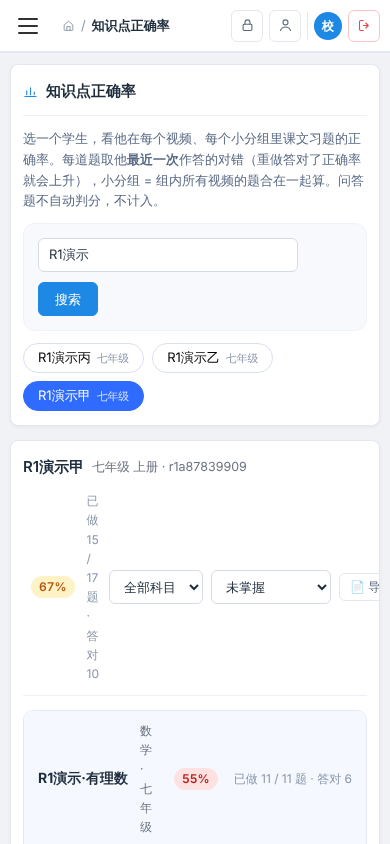 / 知识点正确率
校
知识点正确率
选一个学生，看他在每个视频、每个小分组里课文习题的正
确率。每道题取他最近一次作答的对错（重做答对了正确率
就会上升），小分组 = 组内所有视频的题合在一起算。问答
题不自动判分，不计入。
R1演示
搜索
R1演示丙 七年级
R1演示乙 七年级
R1演示甲 七年级
R1演示甲 七年级 上册 · r1a87839909
67%
已
做
15
/
17
题
·
答
对
10
全部科目
未掌握
导
R1演示·有理数
数
学
·
七
年
级
55%
已做 11 / 11 题 · 答对 6